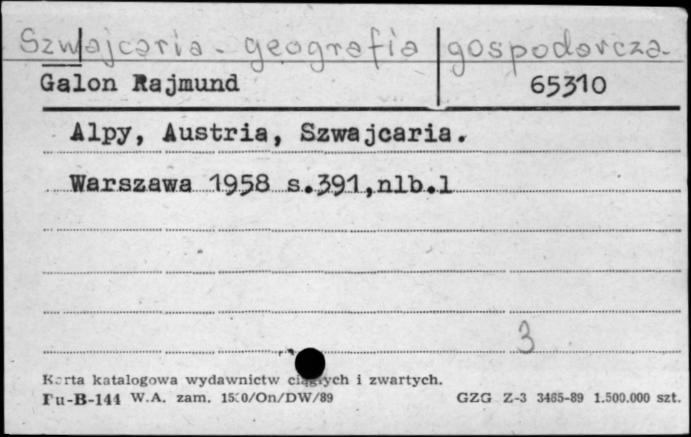 Szwajcaria - geografia gospodarcza
Galon Rajmund 65310
Alpy, Austria, Szwajcaria.
Warszawa 1958 s.391,nlb.1
3
Karta katalogowa wydawnictw ciągłych i zwartych.
Pu-B-144 W.A. zam. 1500/On/DW/89 GZG Z-3 3465-89 1.500.000 szt.